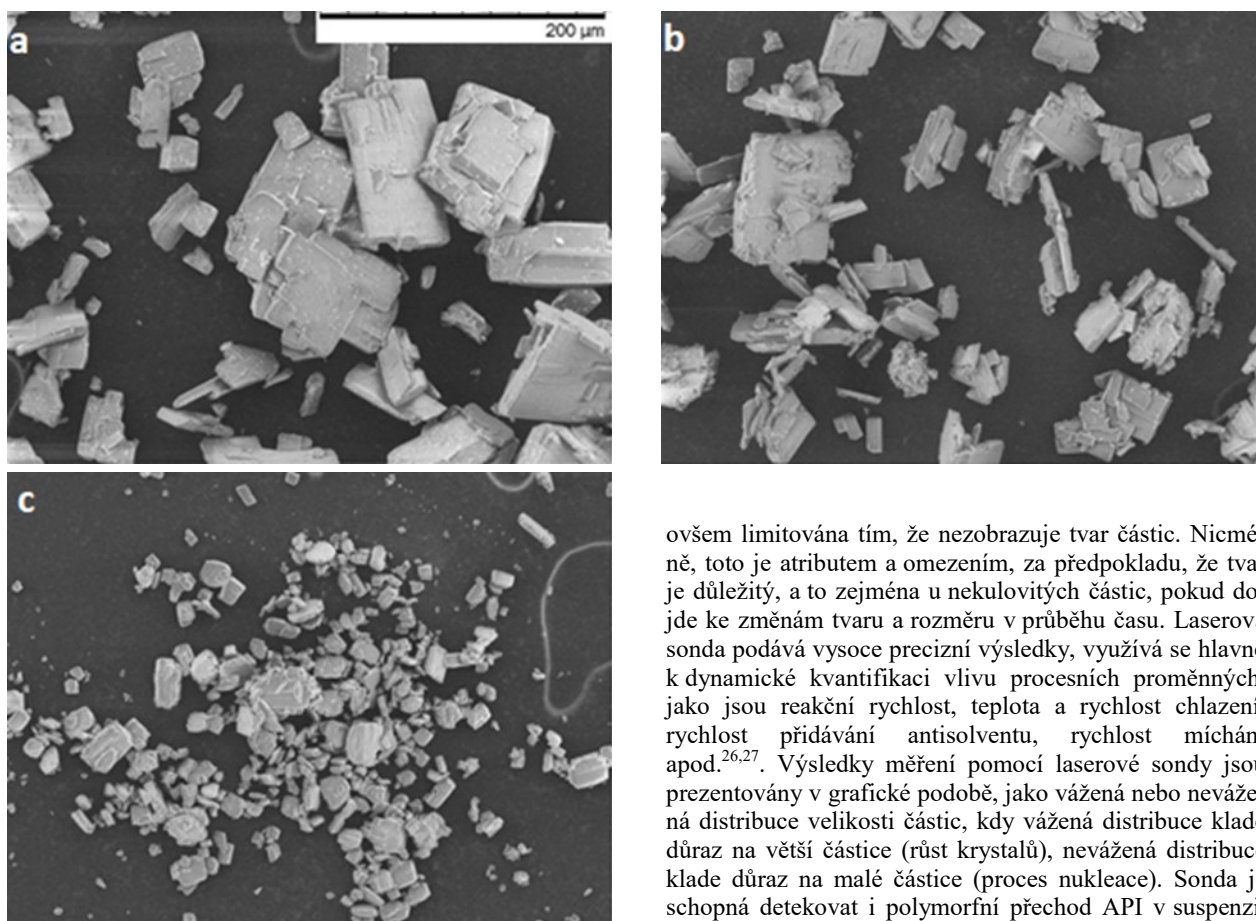 a
200 µm
b
c
ovšem limitována tím, že nezobrazuje tvar částic. Nicmé
ně, toto je atributem a omezením, za předpokladu, že tva
je důležitý, a to zejména u nekulovitých částic, pokud do
jde ke změnám tvaru a rozměru v průběhu času. Laserov
sonda podává vysoce precizní výsledky, využívá se hlavn
k dynamické kvantifikaci vlivu procesních proměnných
jako jsou reakční rychlost, teplota a rychlost chlazení
rychlost přidávání antisolventu, rychlost míchán
apod.26,27. Výsledky měření pomocí laserové sondy jsou
prezentovány v grafické podobě, jako vážená nebo neváže
ná distribuce velikosti částic, kdy vážená distribuce klad
důraz na větší částice (růst krystalů), nevážená distribuc
klade důraz na malé částice (proces nukleace). Sonda j
schopná detekovat i polymorfní přechod API v suspenzi